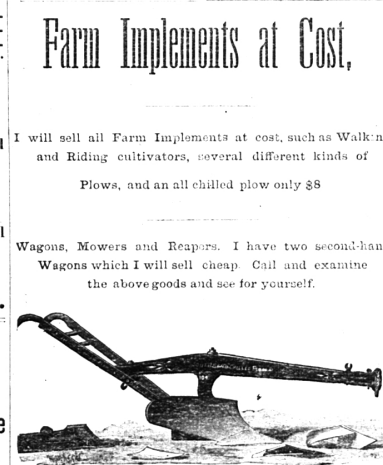 Farm Implements at Cost,
I will sell all Farm Implements at cost, such as Walkin
and Riding cultivators, several different kinds of
Plows, and an all chilled plow only $8
Wagons, Mowers and Reapers. I have two second-han
Wagons which I will sell cheap. Call and examine
the above goods and see for yourself.